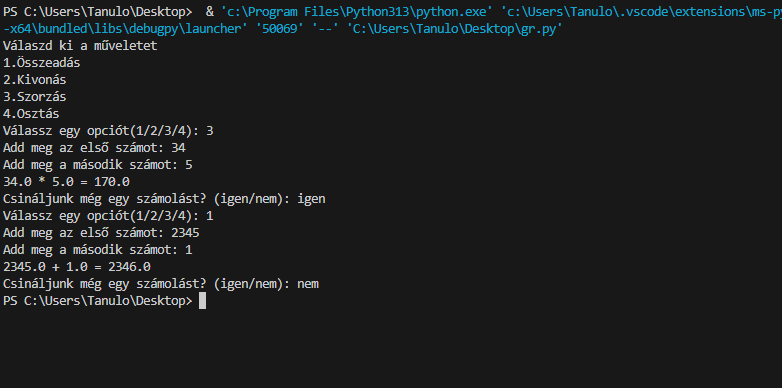 PS C:\Users\Tanulo\Desktop>  & 'c:\Program Files\Python313\python.exe' 'c:\Users\Tanulo\.vscode\extensions\ms-py
-x64\bundled\libs\debugpy\launcher' '50069' '--' 'C:\Users\Tanulo\Desktop\gr.py'
Válaszd ki a műveletet
1.Összeadás
2.Kivonás
3.Szorzás
4.Osztás
Válassz egy opciót(1/2/3/4): 3
Add meg az első számot: 34
Add meg a második számot: 5
34.0 * 5.0 = 170.0
Csináljunk még egy számolást? (igen/nem): igen
Válassz egy opciót(1/2/3/4): 1
Add meg az első számot: 2345
Add meg a második számot: 1
2345.0 + 1.0 = 2346.0
Csináljunk még egy számolást? (igen/nem): nem
PS C:\Users\Tanulo\Desktop>